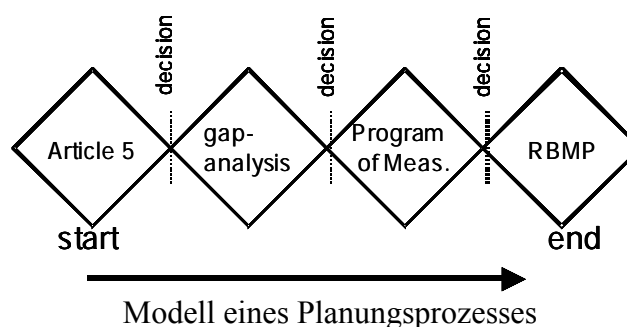 decision
decision
decision
Article 5
gap-
analysis
Program
of Meas.
RBMP
start
end
Modell eines Planungsprozesses